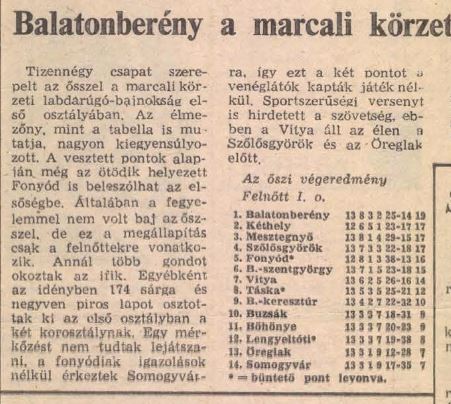 Balatonberény a marcali körzet
Tizennégy csapat szere-
pelt az ősszel a marcali kör-
zeti labdarúgó-bajnokság el-
ső osztályában. Az élme-
zőny, mint a tabella is mu-
tatja, nagyon kiegyensúlyo-
zott. A vesztett pontok alap-
ján még az ötödik helyezett
Fonyód is beleszólhat az el-
sőségbe. Általában a fegye-
lemmel nem volt baj az ősz-
szel, de ez a megállapítás
csak a felnőttekre vonatko-
zik. Annál több gondot
okoztak az ifik. Egyébként
az idényben 174 sárga és
negyven piros lapot osztot-
tak ki az első osztályban a
két korosztálynak. Egy mér-
kőzést nem tudtak lejátsza-
ni, a fonyódiak igazolások
nélkül érkeztek Somogyvár-
ra, így ezt a két pontot a
venéglátók kapták játék nél-
kül. Sportszerűségi versenyt
is hirdetett a szövetség, eb-
ben a Vitya áll az élen a
Szőlősgyörök és az Öreglak
előtt.
Az őszi végeredmény
Felnőtt I. o.
1. Balatonberény 13 8 3 2 25-14 19
2. Kéthely 12 6 5 1 23-17 17
3. Mesztegnyő 13 8 1 4 29-15 17
4. Szőlősgyörök 13 7 3 3 22-18 17
5. Fonyód* 12 8 1 3 38-13 16
6. B.-szentgyörgy 13 7 1 5 23-18 15
7. Vitya 13 6 2 5 26-16 14
8. Táska* 13 5 3 5 25-21 12
9. B.-keresztúr 13 4 2 7 22-32 10
10. Buzsák 13 3 3 7 18-31 9
11. Böhönye 13 3 3 7 20-23 9
12. Lengyeltóti* 13 3 3 7 19-38 8
13. Öreglak 13 3 1 9 12-28 7
14. Somogyvár 13 3 1 9 17-35 7
* = büntető pont levonva.